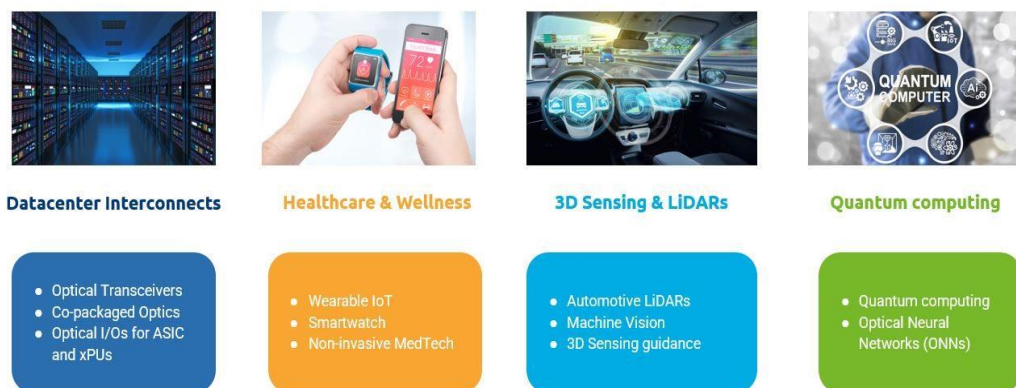 QUANTUM
COMPUTER
IoT
Ai
72
Datacenter Interconnects
Healthcare & Wellness
3D Sensing & LiDARs
Quantum computing
● Optical Transceivers
● Co-packaged Optics
● Optical I/Os for ASIC
and xPUs
● Wearable IoT
● Smartwatch
● Non-invasive MedTech
● Automotive LiDARs
● Machine Vision
● 3D Sensing guidance
● Quantum computing
● Optical Neural
Networks (ONNs)